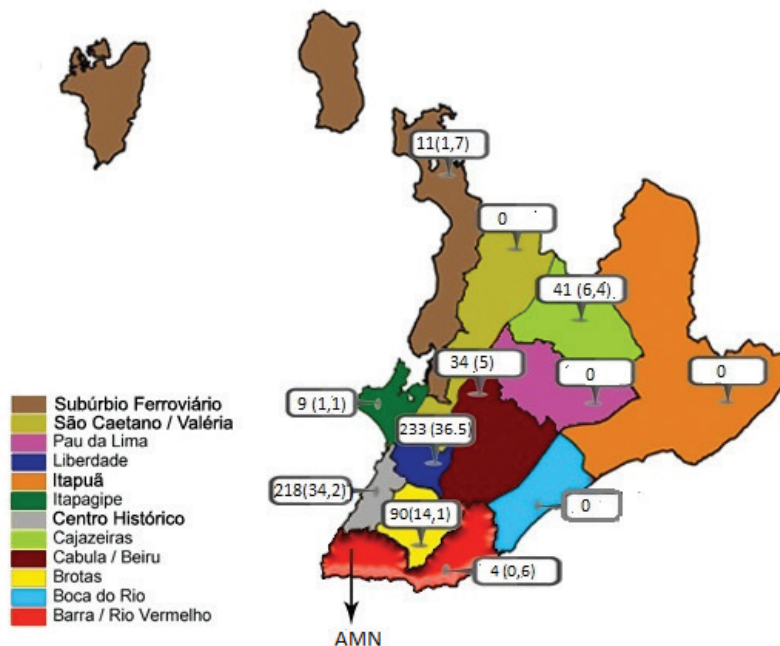 11(1,7)
0
41 (6,4)
34 (5)
0
0
9 (1,1)
233 (36.5)
218(34,2)
90(14,1)
0
4 (0,6)
AMN
Subúrbio Ferroviário
São Caetano / Valéria
Pau da Lima
Liberdade
Itapuã
Itapagipe
Centro Histórico
Cajazeiras
Cabula / Beiru
Brotas
Boca do Rio
Barra / Rio Vermelho